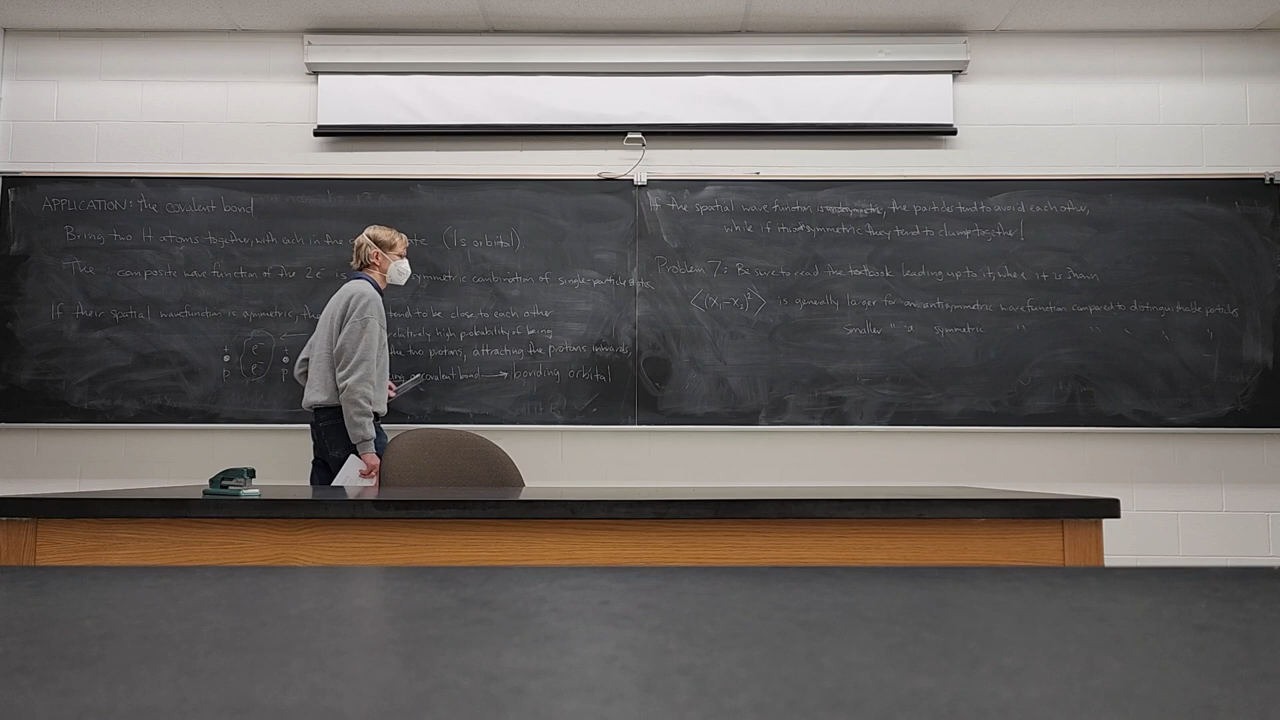 APPLICATION: the covalent bond
Bring two H atoms together, with each in the ate (1s orbital).
The composite wave function of the 2e⁻ is symmetric combination of single-particle states
If their spatial wavefunction is symmetric, the tend to be close to each other
relatively high probability of being
the two protons, attracting the protons inwards,
covalent bond → bonding orbital
+ e⁻ +
e⁻
p p
If the spatial wave function is antisymmetric, the particles tend to avoid each other,
while if it was symmetric they tend to clump together!
Problem 7: Be sure to read the textbook leading up to it, where it is shown
⟨(x₁-x₂)²⟩ is generally larger for an antisymmetric wavefunction compared to distinguishable particles
smaller " a symmetric " " " "